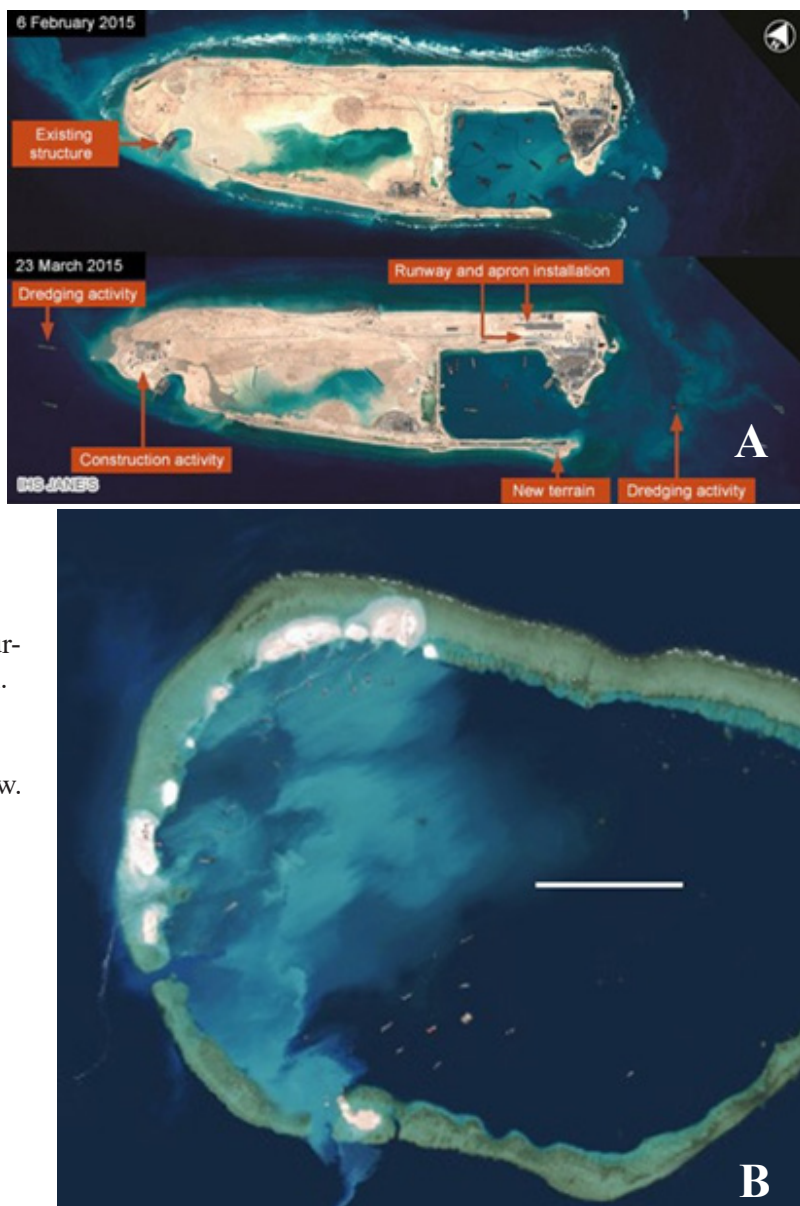 6 February 2015
Existing
structure
23 March 2015
Dredging activity
Runway and apron installation
Construction activity
New terrain
Dredging activity
IHS JANE'S
A
ur-
.
w.
B